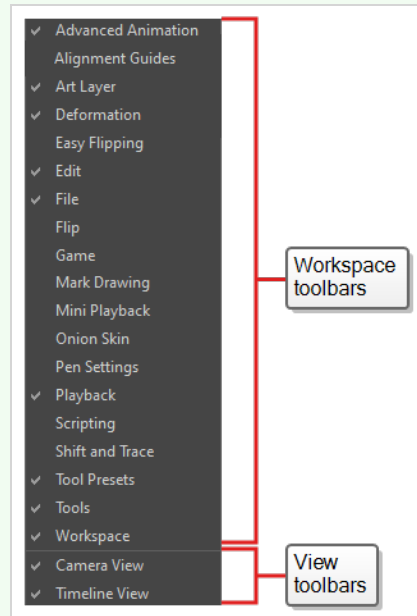 Advanced Animation
Alignment Guides
Art Layer
Deformation
Easy Flipping
Edit
File
Flip
Game
Mark Drawing
Mini Playback
Onion Skin
Pen Settings
Playback
Scripting
Shift and Trace
Tool Presets
Tools
Workspace
Camera View
Timeline View
Workspace
toolbars
View
toolbars